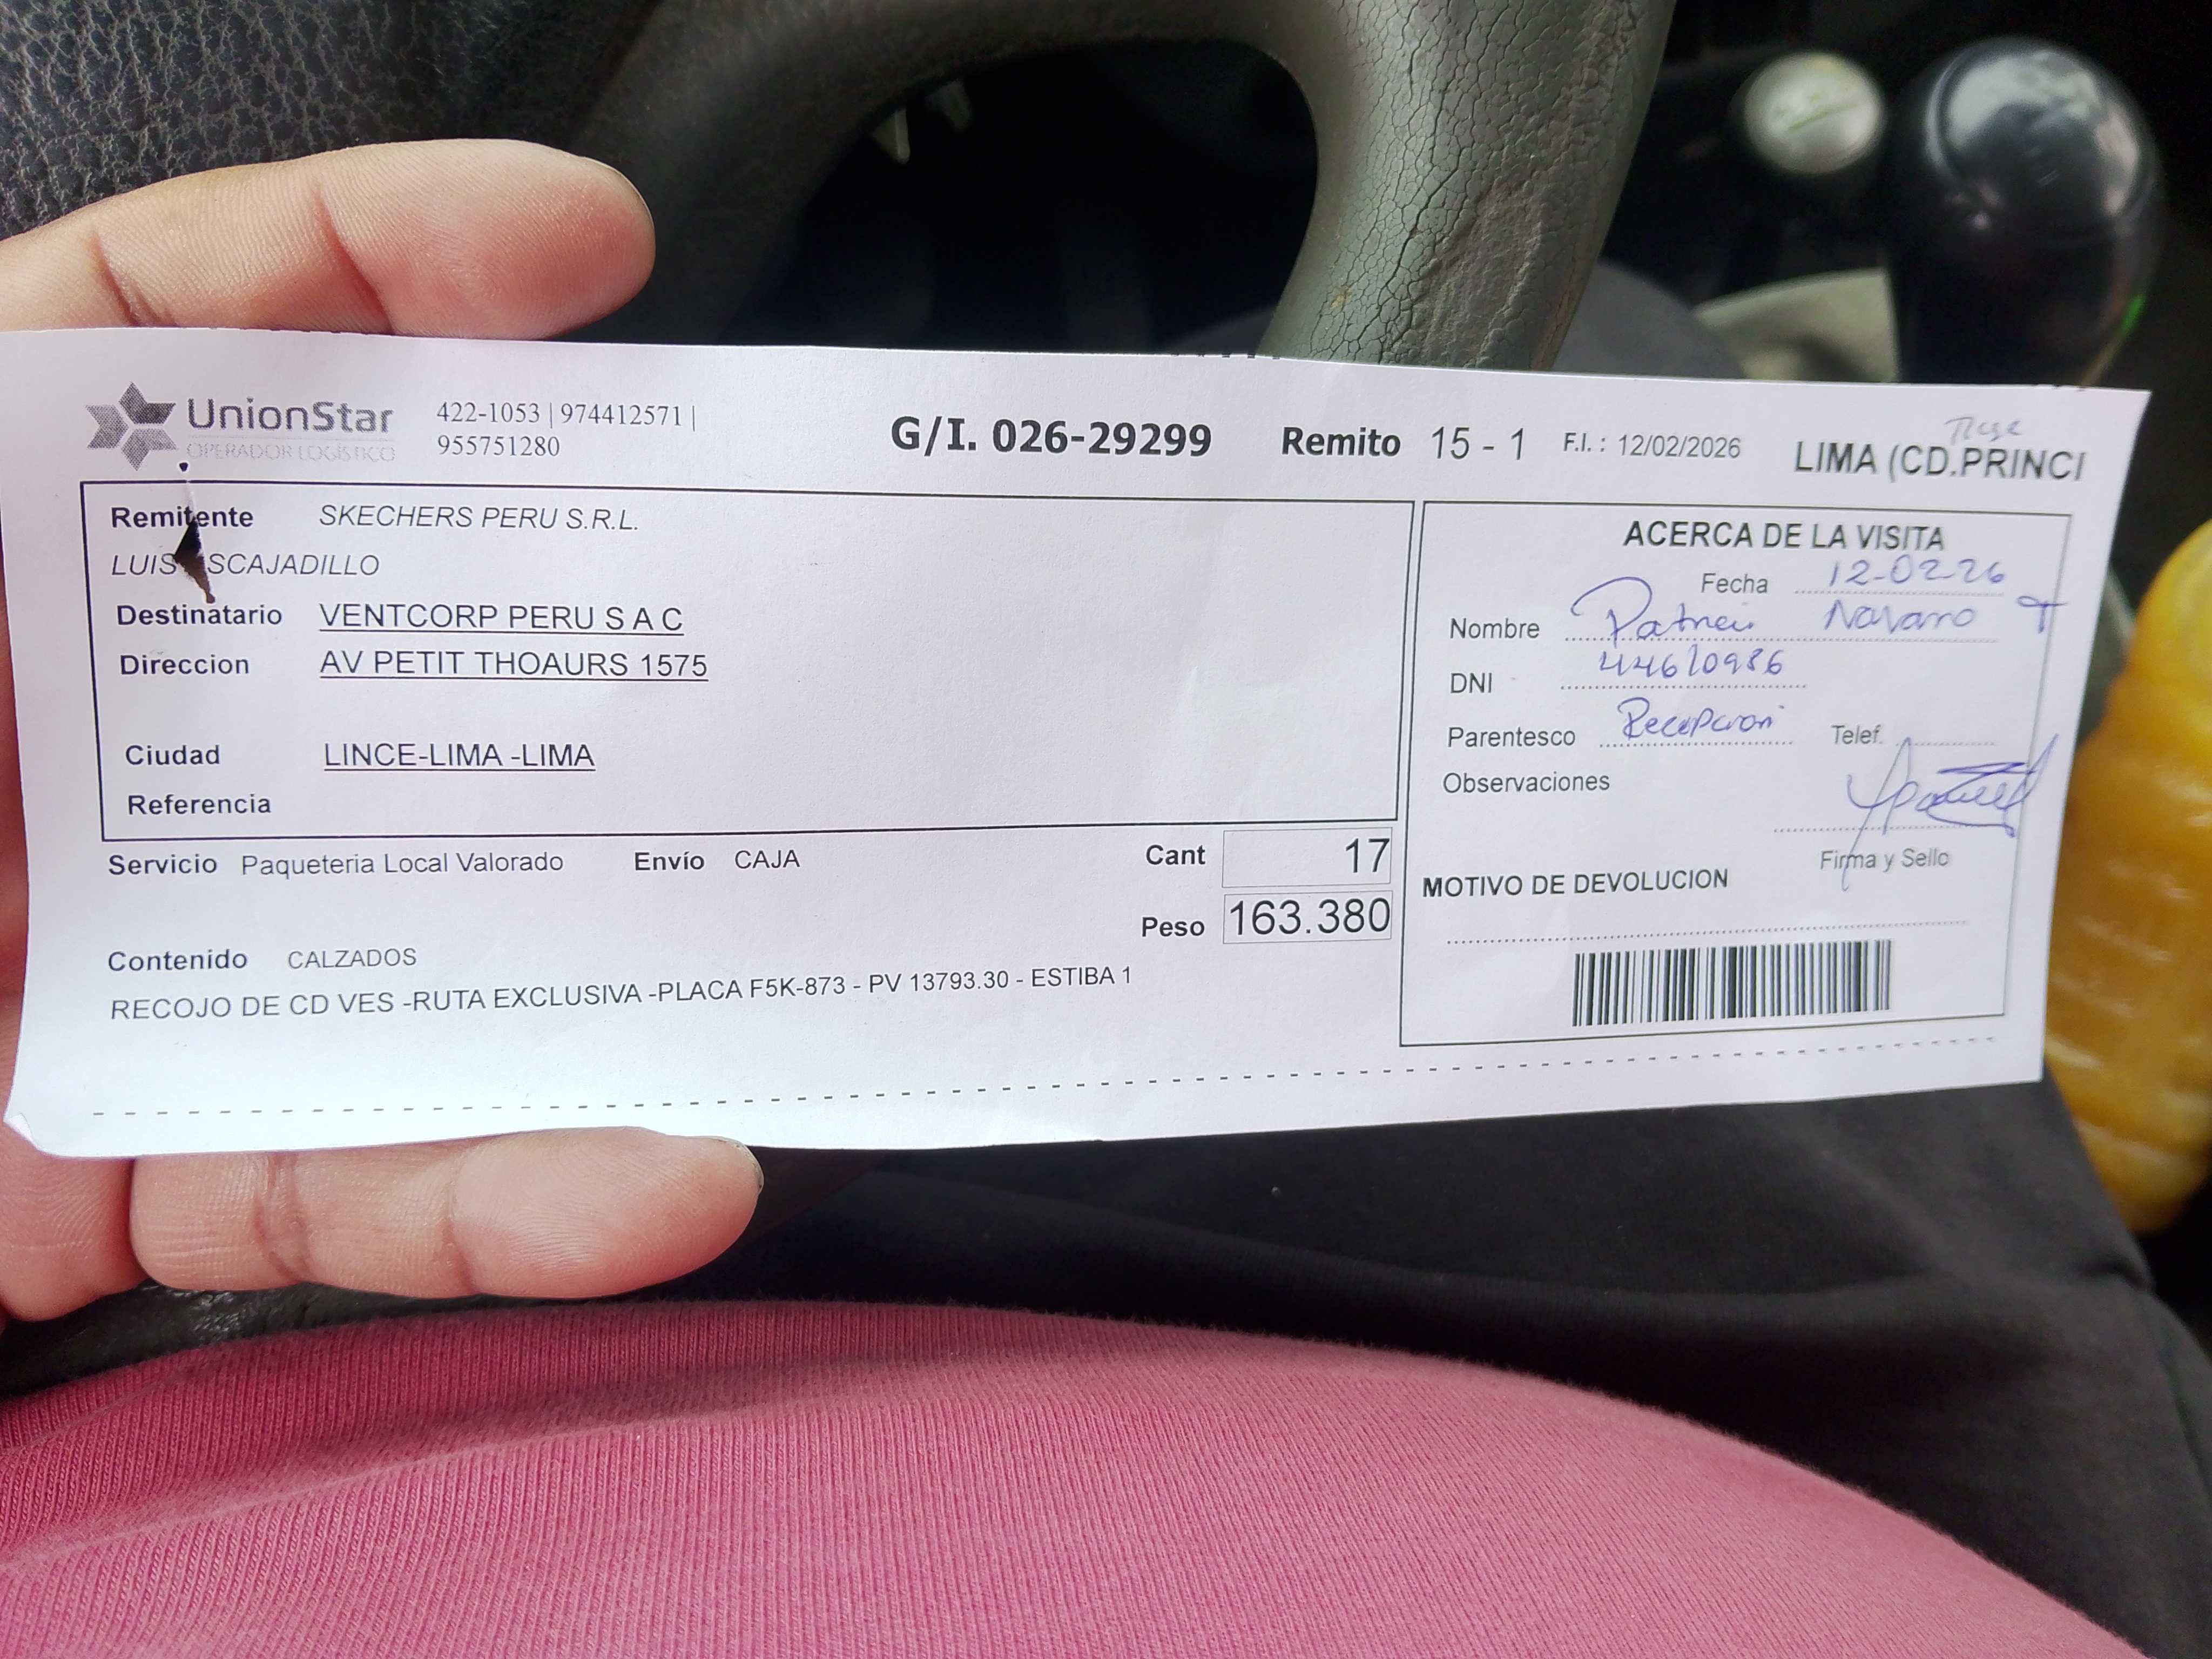 UnionStar
OPERADOR LOGISTICO
422-1053 | 974412571 |
955751280
G/I. 026-29299 Remito 15 - 1 F.I. : 12/02/2026 LIMA (CD.PRINCI
Remitente SKECHERS PERU S.R.L.
LUIS SCAJADILLO
Destinatario VENTCORP PERU S A C
Direccion AV PETIT THOAURS 1575
Ciudad LINCE-LIMA -LIMA
Referencia
Servicio Paqueteria Local Valorado Envío CAJA Cant 17
Peso 163.380
Contenido CALZADOS
RECOJO DE CD VES -RUTA EXCLUSIVA -PLACA F5K-873 - PV 13793.30 - ESTIBA 1
ACERCA DE LA VISITA
Fecha 12-02-26
Nombre Navarro T
DNI 44610986
Parentesco Recepcion Telef.
Observaciones
Firma y Sello
MOTIVO DE DEVOLUCION